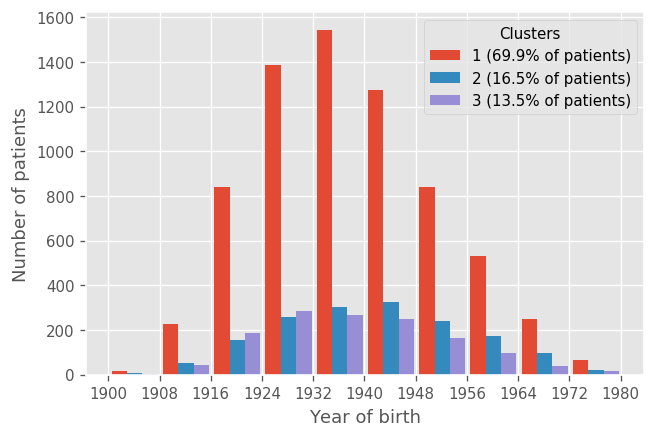 1600
1400
1200
1000
800
600
400
200
0
Number of patients
Clusters
1 (69.9% of patients)
2 (16.5% of patients)
3 (13.5% of patients)
1900 1908 1916 1924 1932 1940 1948 1956 1964 1972 1980
Year of birth